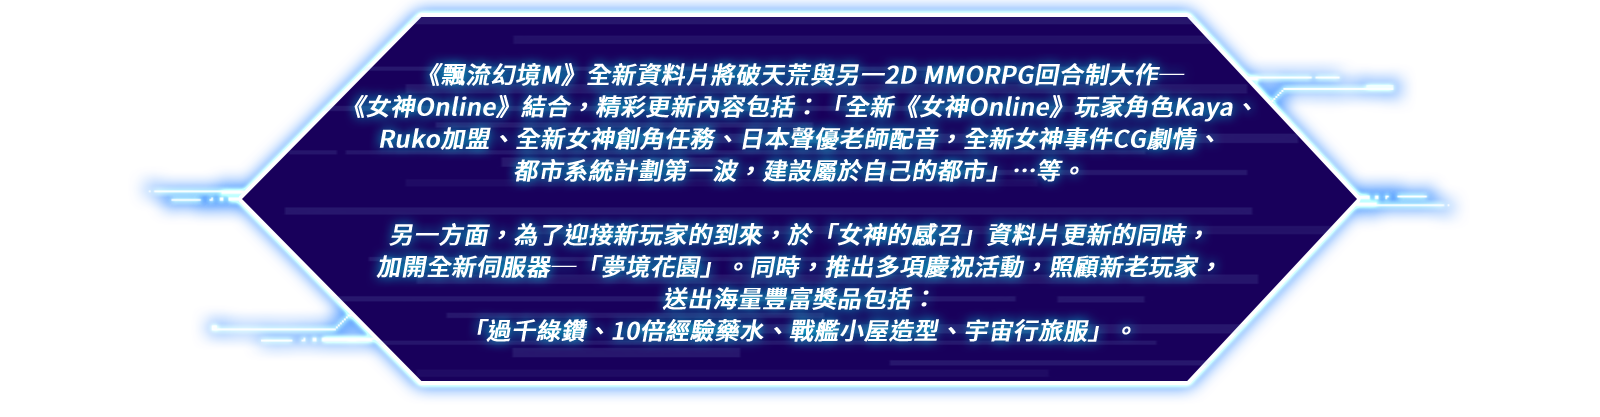 《飄流幻境M》全新資料片將破天荒與另一2D MMORPG回合制大作─
《女神Online》結合，精彩更新內容包括：「全新《女神Online》玩家角色Kaya、
Ruko加盟、全新女神劇角任務、日本聲優老師配音，全新女神事件CG劇情、
都市系統計劃第一波，建設屬於自己的都市」…等。
另一方面，為了迎接新玩家的到來，於「女神的感召」資料片更新的同時，
加開全新伺服器─「夢境花園」。同時，推出多項慶祝活動，照顧新老玩家，
送出海量豐富獎品包括：
「過千綠鑽、10倍經驗藥水、戰艦小屋造型、宇宙行旅服」。